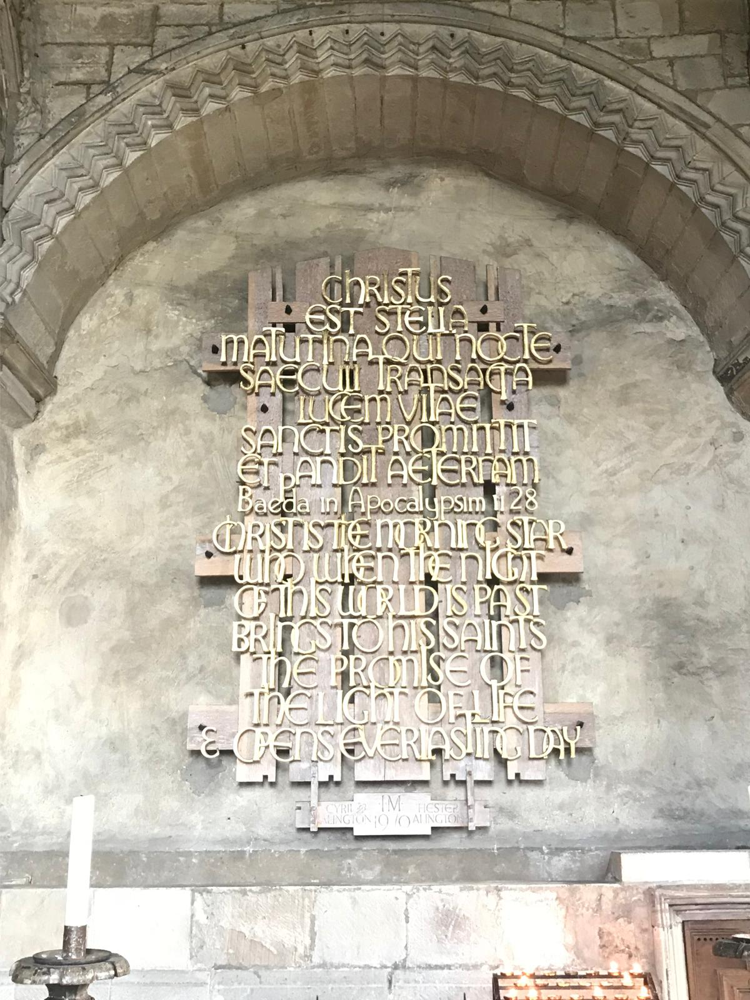 CHRISTUS
EST STELLA
MATUTINA QUI NOCTE
SAECULI TRANSACTA
LUCEM VITAE
SANCTIS PROMITTIT
ET PANDIT AETERNAM
Baeda in Apocalypsim ii 28
CHRIST IS THE MORNING STAR
WHO WHEN THE NIGHT
OF THIS WORLD IS PAST
BRINGS TO HIS SAINTS
THE PROMISE OF
THE LIGHT OF LIFE
& OPENS EVERLASTING DAY
CYRIL & IM HESTER
ALINGTON 1970 ALINGTON